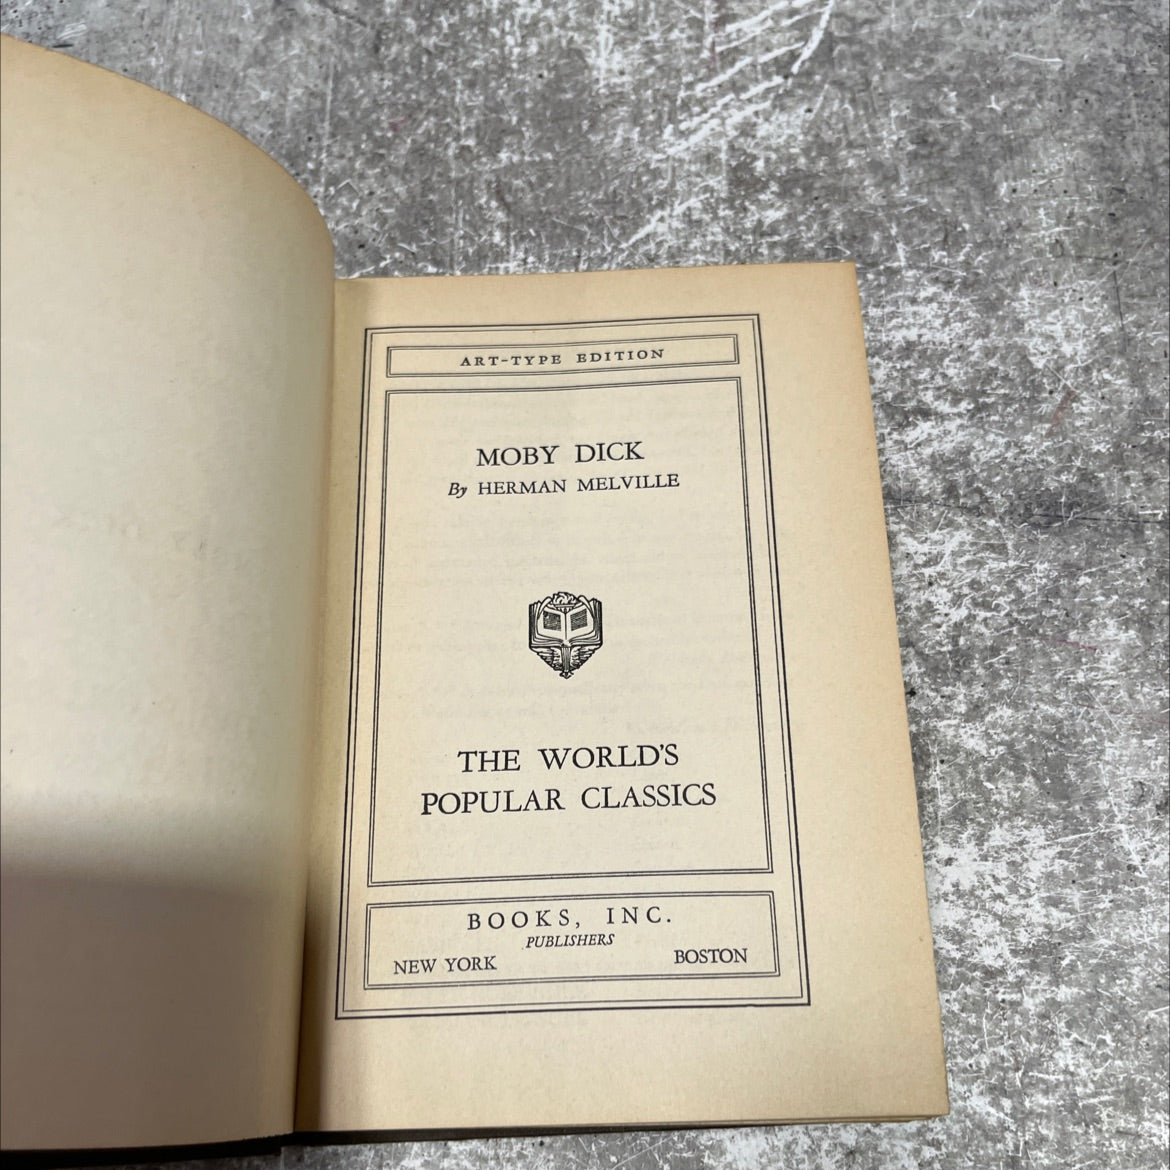 ART-TYPE EDITION
MOBY DICK
By HERMAN MELVILLE
THE WORLD'S
POPULAR CLASSICS
BOOKS, INC.
PUBLISHERS
NEW YORK BOSTON